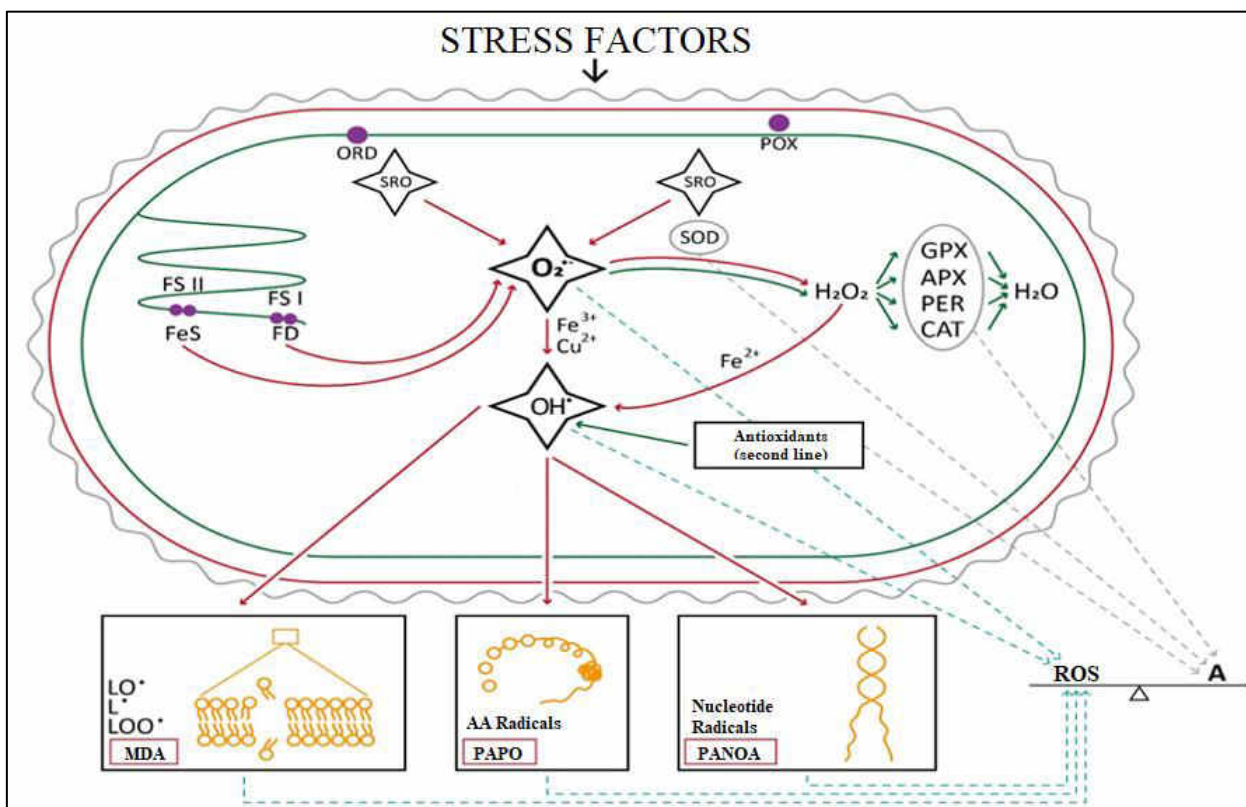 STRESS FACTORS
ORD
POX
SRO
SRO
SOD
O₂•-
FS II
FS I
FeS
FD
Fe³⁺
Cu²⁺
H₂O₂
GPX
APX
PER
CAT
H₂O
Fe²⁺
OH•
Antioxidants
(second line)
LO•
L•
LOO•
MDA
AA Radicals
PAPO
Nucleotide
Radicals
PANOA
ROS
A